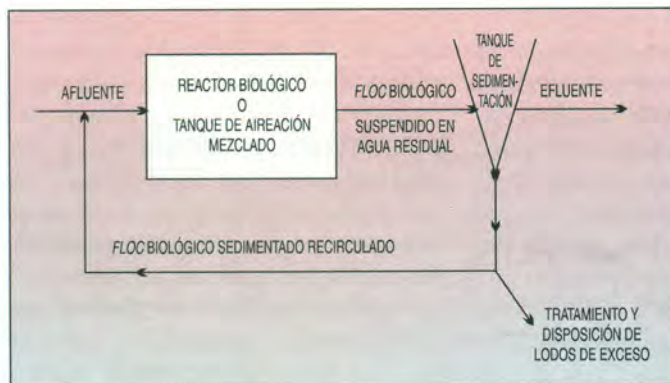 AFLUENTE
REACTOR BIOLÓGICO
O
TANQUE DE AIREACIÓN
MEZCLADO
FLOC BIOLÓGICO
SUSPENDIDO EN
AGUA RESIDUAL
TANQUE
DE
SEDIMEN-
TACIÓN
EFLUENTE
FLOC BIOLÓGICO SEDIMENTADO RECIRCULADO
TRATAMIENTO Y
DISPOSICIÓN DE
LODOS DE EXCESO